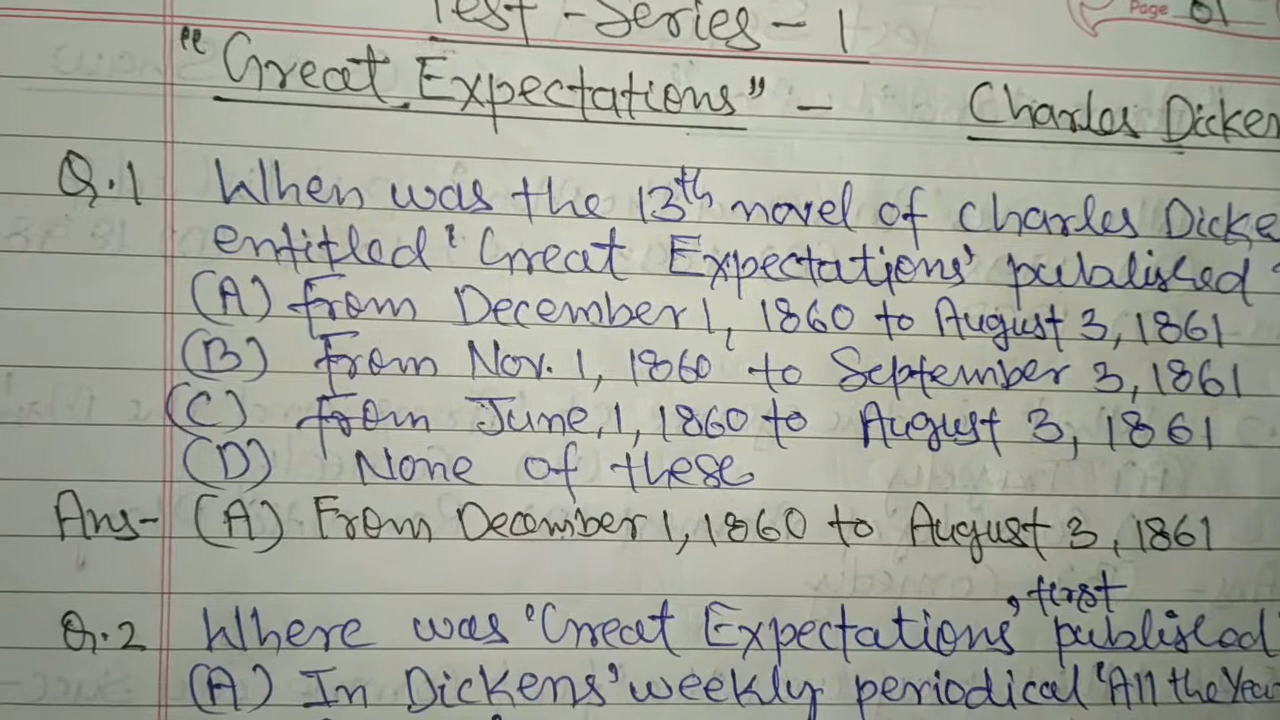 Test-Series-1
Page 01
"Great Expectations" - Charles Dicken
Q.1 When was the 13th novel of Charles Dicke
entitled 'Great Expectations' published ?
(A) From December 1, 1860 to August 3, 1861
(B) From Nov. 1, 1860 to September 3, 1861
(C) From June, 1, 1860 to August 3, 1861
(D) None of these
Ans- (A) From December 1, 1860 to August 3, 1861
Q.2 Where was 'Great Expectations' first published
(A) In Dickens' weekly periodical 'All the Year